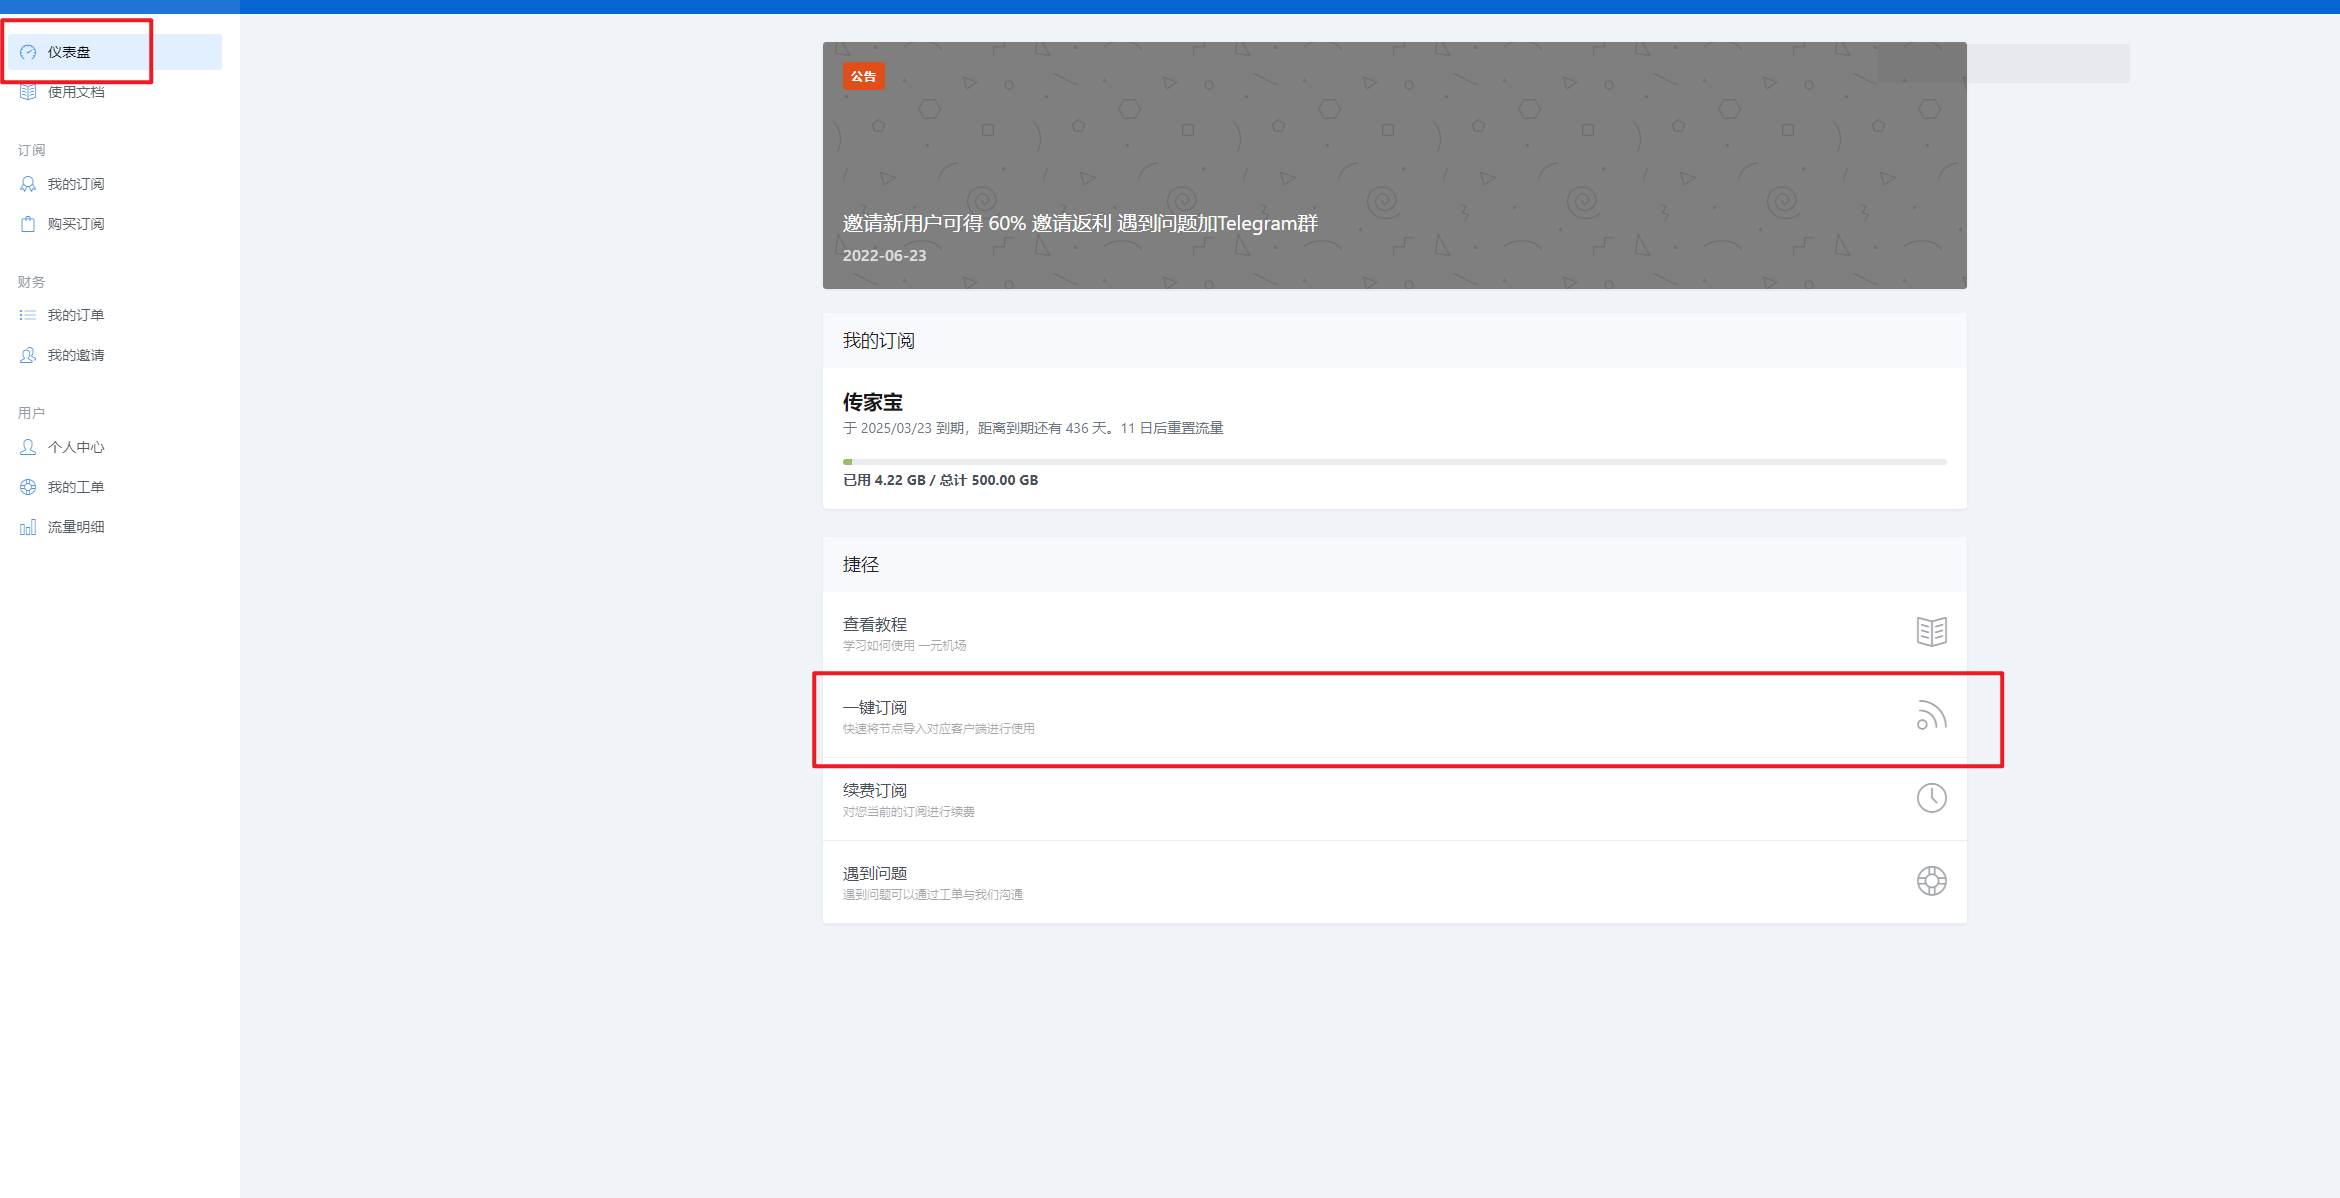 仪表盘
使用文档
订阅
我的订阅
购买订阅
财务
我的订单
我的邀请
用户
个人中心
我的工单
流量明细
公告
邀请新用户可得 60% 邀请返利 遇到问题加Telegram群
2022-06-23
我的订阅
传家宝
于 2025/03/23 到期，距离到期还有 436 天。11 日后重置流量
已用 4.22 GB / 总计 500.00 GB
捷径
查看教程
学习如何使用 一元机场
一键订阅
快速将节点导入对应客户端进行使用
续费订阅
对您当前的订阅进行续费
遇到问题
遇到问题可以通过工单与我们沟通